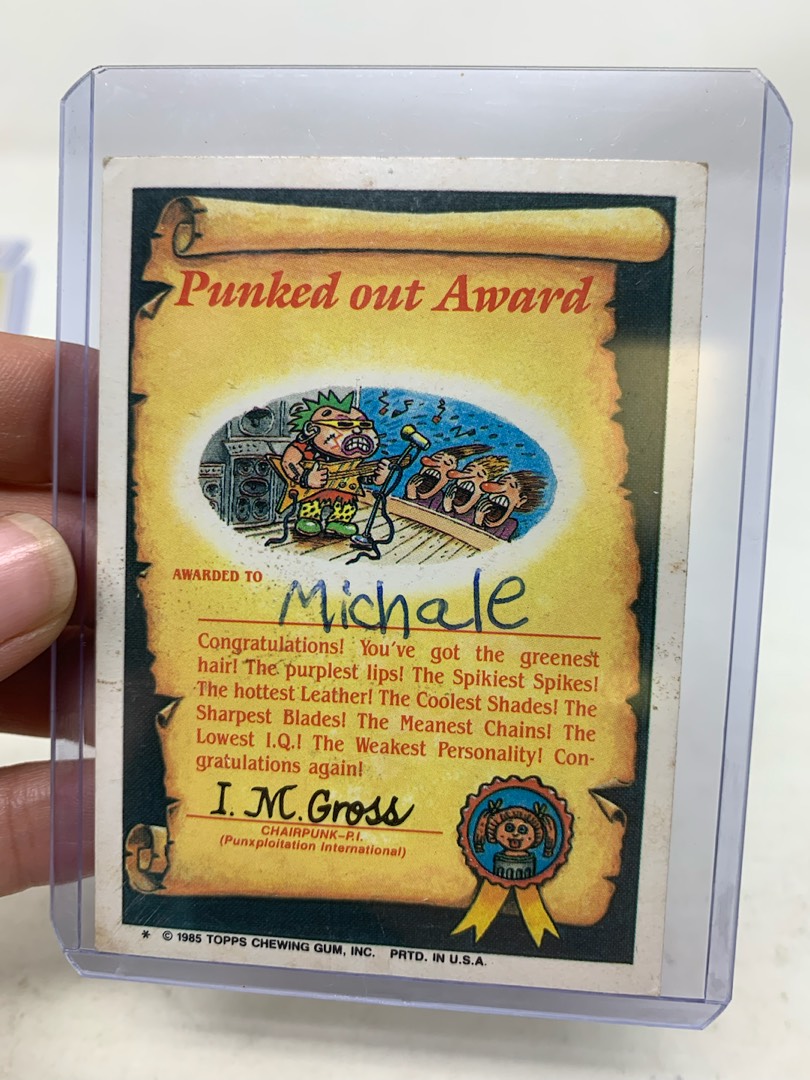 Punked out Award
AWARDED TO Michale
Congratulations! You've got the greenest
hair! The purplest lips! The Spikiest Spikes!
The hottest Leather! The Coolest Shades! The
Sharpest Blades! The Meanest Chains! The
Lowest I.Q.! The Weakest Personality! Con-
gratulations again!
I. M. Gross
CHAIRPUNK–P.I.
(Punxploitation International)
* © 1985 TOPPS CHEWING GUM, INC. PRTD. IN U.S.A.